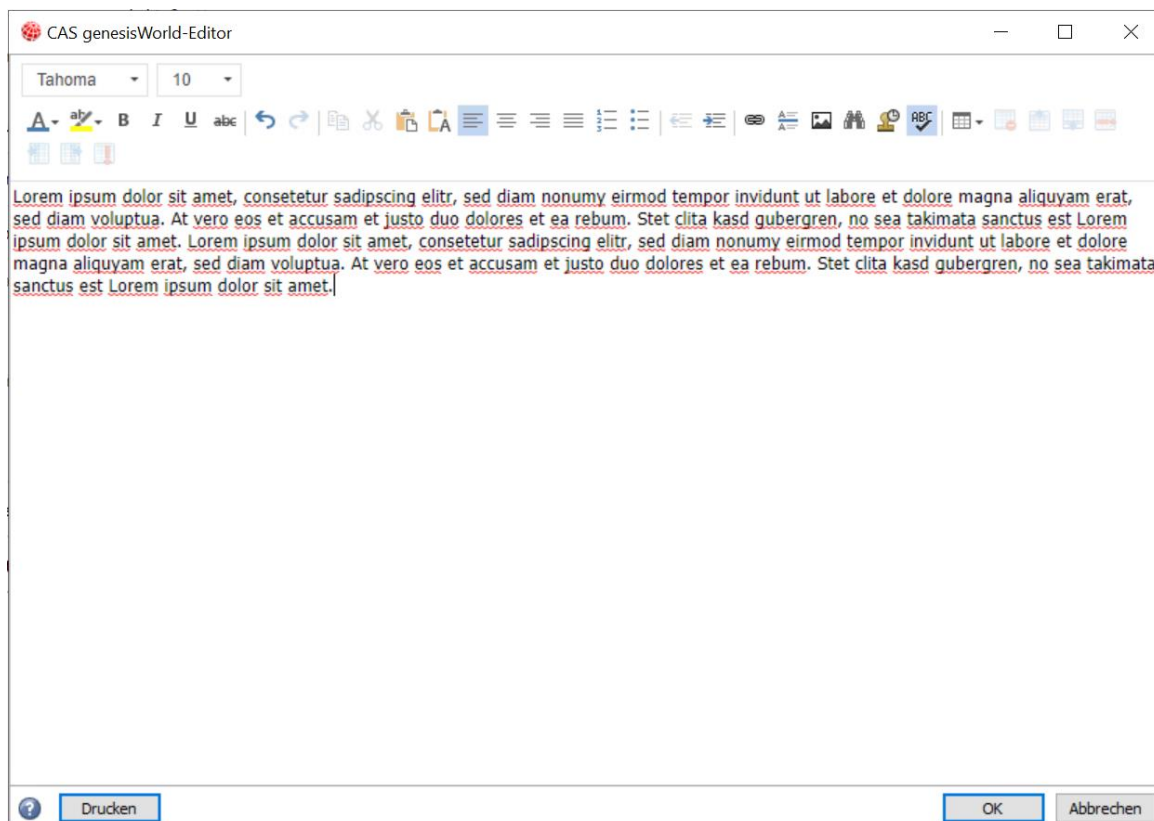 CAS genesisWorld-Editor
Tahoma 10
A aby B I U abc A ABC
Lorem ipsum dolor sit amet, consetetur sadipscing elitr, sed diam nonumy eirmod tempor invidunt ut labore et dolore magna aliquyam erat,
sed diam voluptua. At vero eos et accusam et justo duo dolores et ea rebum. Stet clita kasd gubergren, no sea takimata sanctus est Lorem
ipsum dolor sit amet. Lorem ipsum dolor sit amet, consetetur sadipscing elitr, sed diam nonumy eirmod tempor invidunt ut labore et dolore
magna aliquyam erat, sed diam voluptua. At vero eos et accusam et justo duo dolores et ea rebum. Stet clita kasd gubergren, no sea takimata
sanctus est Lorem ipsum dolor sit amet.
? Drucken OK Abbrechen